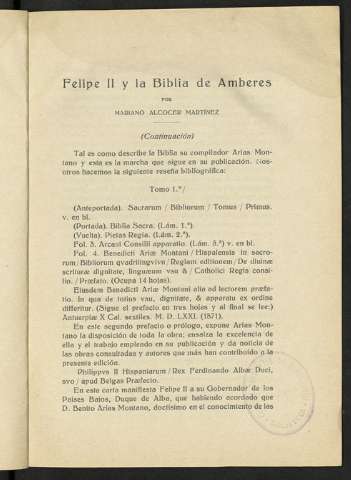 Felipe II y la Biblia de Amberes
POR
MARIANO ALCOCER MARTÍNEZ
(Continuación)
Tal es como describe la Biblia su compilador Arias Mon-
tano y esta es la marcha que sigue en su publicación. Nos-
otros hacemos la siguiente reseña bibliográfica:
Tomo 1.º/
(Anteportada). Sacrorum / Bibliorum / Tomus / Primus.
v. en bl.
(Portada). Biblia Sacra. (Lám. 1.ª)
(Vuelta). Pietas Regia. (Lám. 2.ª).
Fol. 3. Arcani Consilii apparatio. (Lám. 3.ª) v. en bl.
Fol. 4. Benedicti Ariæ Montani / Hispalensis in sacro-
rum / Bibliorum quadrilinguium / Regiam editionem / De diuinæ
scripturæ dignitate, linguarum usu & / Catholici Regis consi-
lio, / Præfatio. (Ocupa 14 hojas).
Eiusdem Benedicti Ariæ Montani alia ad lectorem præfa-
tio. In qua de totius usu, dignitate, & apparatu ex ordine
differitur. (Sigue el prefacio en tres hojas y al final se lee:)
Antuerpiæ X Cal. sextiles. M. D. LXXI. (1871).
En este segundo prefacio o prólogo, expone Arias Mon-
tano la disposición de toda la obra; ensalza la excelencia de
ella y el trabajo empleado en su publicación y da noticia de
las obras consultadas y autores que más han contribuído a la
presente edición.
Philippvs II Hispaniarum / Rex Ferdinando Albæ Duci,
svo / apud Belgas Præfecto.
En esta carta manifiesta Felipe II a su Gobernador de los
Países Bajos, Duque de Alba, que habiendo acordado que
D. Benito Arias Montano, doctísimo en el conocimiento de las